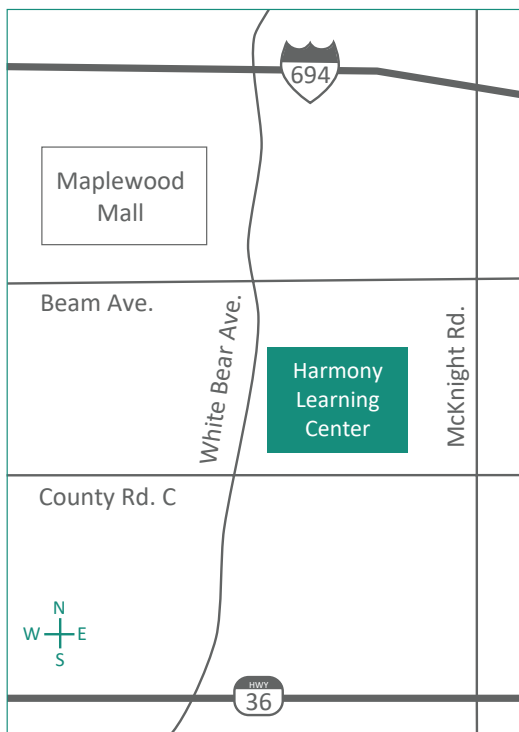 694
Maplewood
Mall
Beam Ave.
White Bear Ave.
McKnight Rd.
Harmony
Learning
Center
County Rd. C
N
W E
S
HWY
36